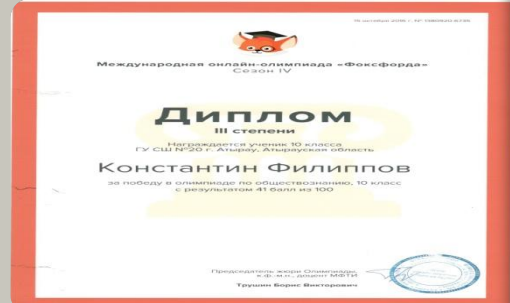 Международная онлайн-олимпиада «Фоксфорда»
Сезон IV
Диплом
III степени
Награждается ученик 10 класса
ГУ СШ №20 г. Атырау, Атырауская область
Константин Филиппов
за победу в олимпиаде по обществознанию, 10 класс
с результатом 41 балл из 100
Председатель жюри Олимпиады,
к.ф.-м.н., доцент МФТИ
Трушин Борис Викторович